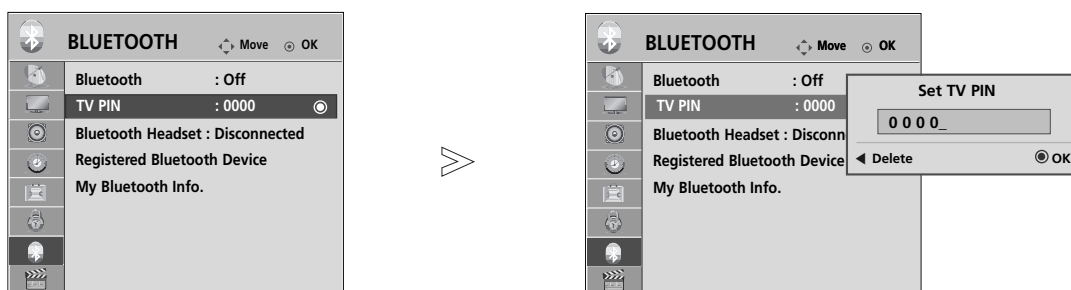 BLUETOOTH Move OK
Bluetooth : Off
TV PIN : 0000
Bluetooth Headset : Disconnected
Registered Bluetooth Device
My Bluetooth Info.
BLUETOOTH Move OK
Bluetooth : Off
TV PIN : 0000
Bluetooth Headset : Disconn
Registered Bluetooth Device
My Bluetooth Info.
Set TV PIN
0 0 0 0_
Delete OK